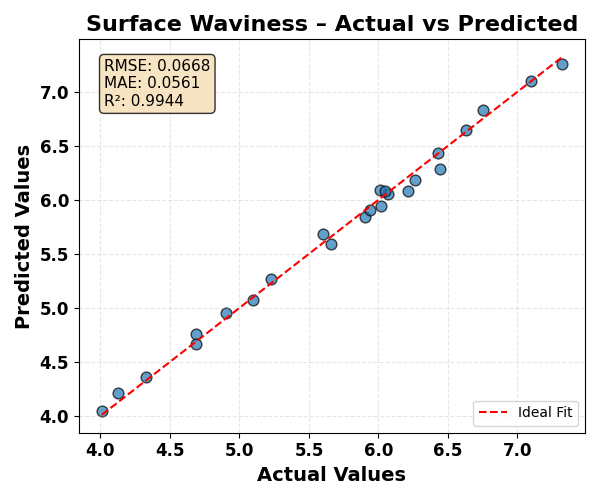 Surface Waviness – Actual vs Predicted
RMSE: 0.0668
MAE: 0.0561
R²: 0.9944
7.0
6.5
6.0
5.5
5.0
4.5
4.0
Predicted Values
Ideal Fit
4.0 4.5 5.0 5.5 6.0 6.5 7.0
Actual Values